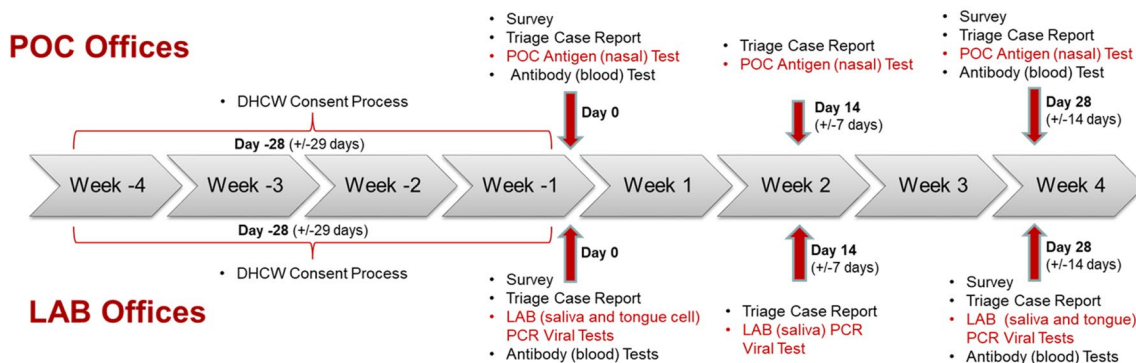 POC Offices
• Survey
• Triage Case Report
• POC Antigen (nasal) Test
• Antibody (blood) Test
• Triage Case Report
• POC Antigen (nasal) Test
• Survey
• Triage Case Report
• POC Antigen (nasal) Test
• Antibody (blood) Test
• DHCW Consent Process
Day -28 (+/-29 days)
Day 0
Day 14
(+/-7 days)
Day 28
(+/-14 days)
Week -4
Week -3
Week -2
Week -1
Week 1
Week 2
Week 3
Week 4
Day -28 (+/-29 days)
• DHCW Consent Process
Day 0
Day 14
(+/-7 days)
Day 28
(+/-14 days)
LAB Offices
• Survey
• Triage Case Report
• LAB (saliva and tongue cell)
PCR Viral Tests
• Antibody (blood) Tests
• Triage Case Report
• LAB (saliva) PCR
Viral Test
• Survey
• Triage Case Report
• LAB (saliva and tongue)
PCR Viral Tests
• Antibody (blood) Tests